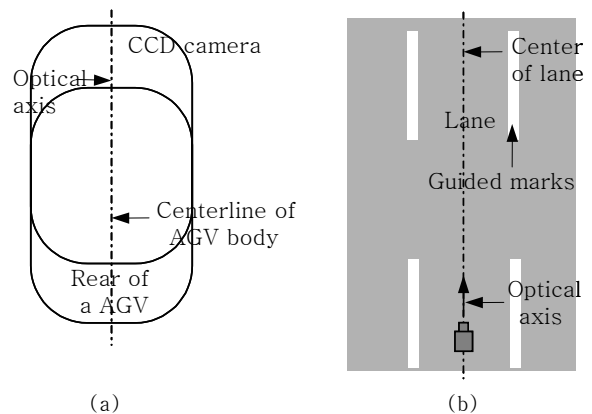 CCD camera
Optical
axis
Centerline of
AGV body
Rear of
a AGV
(a)
Center
of lane
Lane
Guided marks
Optical
axis
(b)